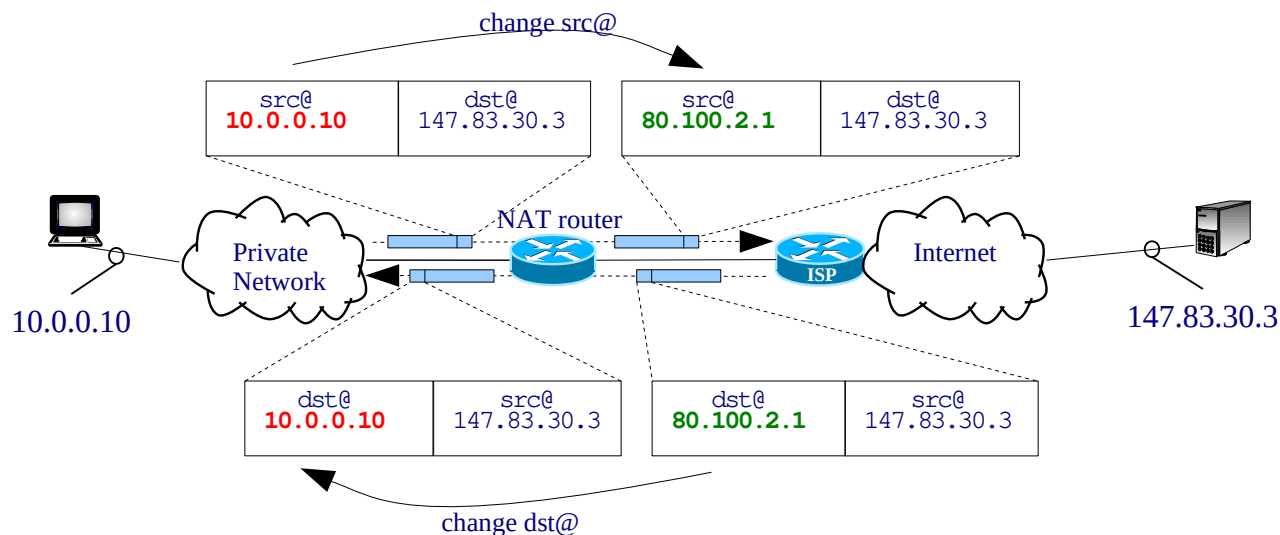 change src@
src@ dst@ src@ dst@
10.0.0.10 147.83.30.3 80.100.2.1 147.83.30.3
NAT router
Private Internet
Network
ISP
10.0.0.10 147.83.30.3
dst@ src@ dst@ src@
10.0.0.10 147.83.30.3 80.100.2.1 147.83.30.3
change dst@